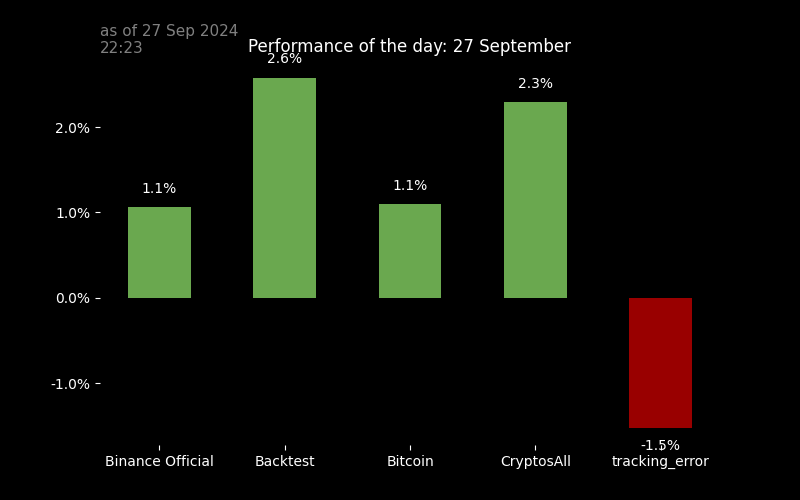 as of 27 Sep 2024
22:23
Performance of the day: 27 September
2.6%
2.3%
2.0%
1.1%
1.1%
1.0%
0.0%
-1.0%
-1.5%
Binance Official
Backtest
Bitcoin
CryptosAll
tracking_error